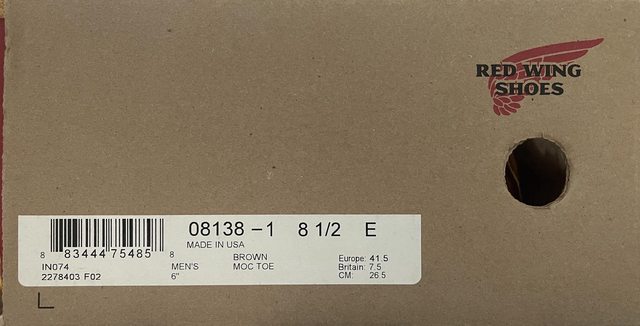 RED WING
SHOES
08138 – 1 8 1/2 E
MADE IN USA
8 83444 75485 8
IN074
2278403 F02
MEN'S
6"
BROWN
MOC TOE
Europe: 41.5
Britain: 7.5
CM: 26.5